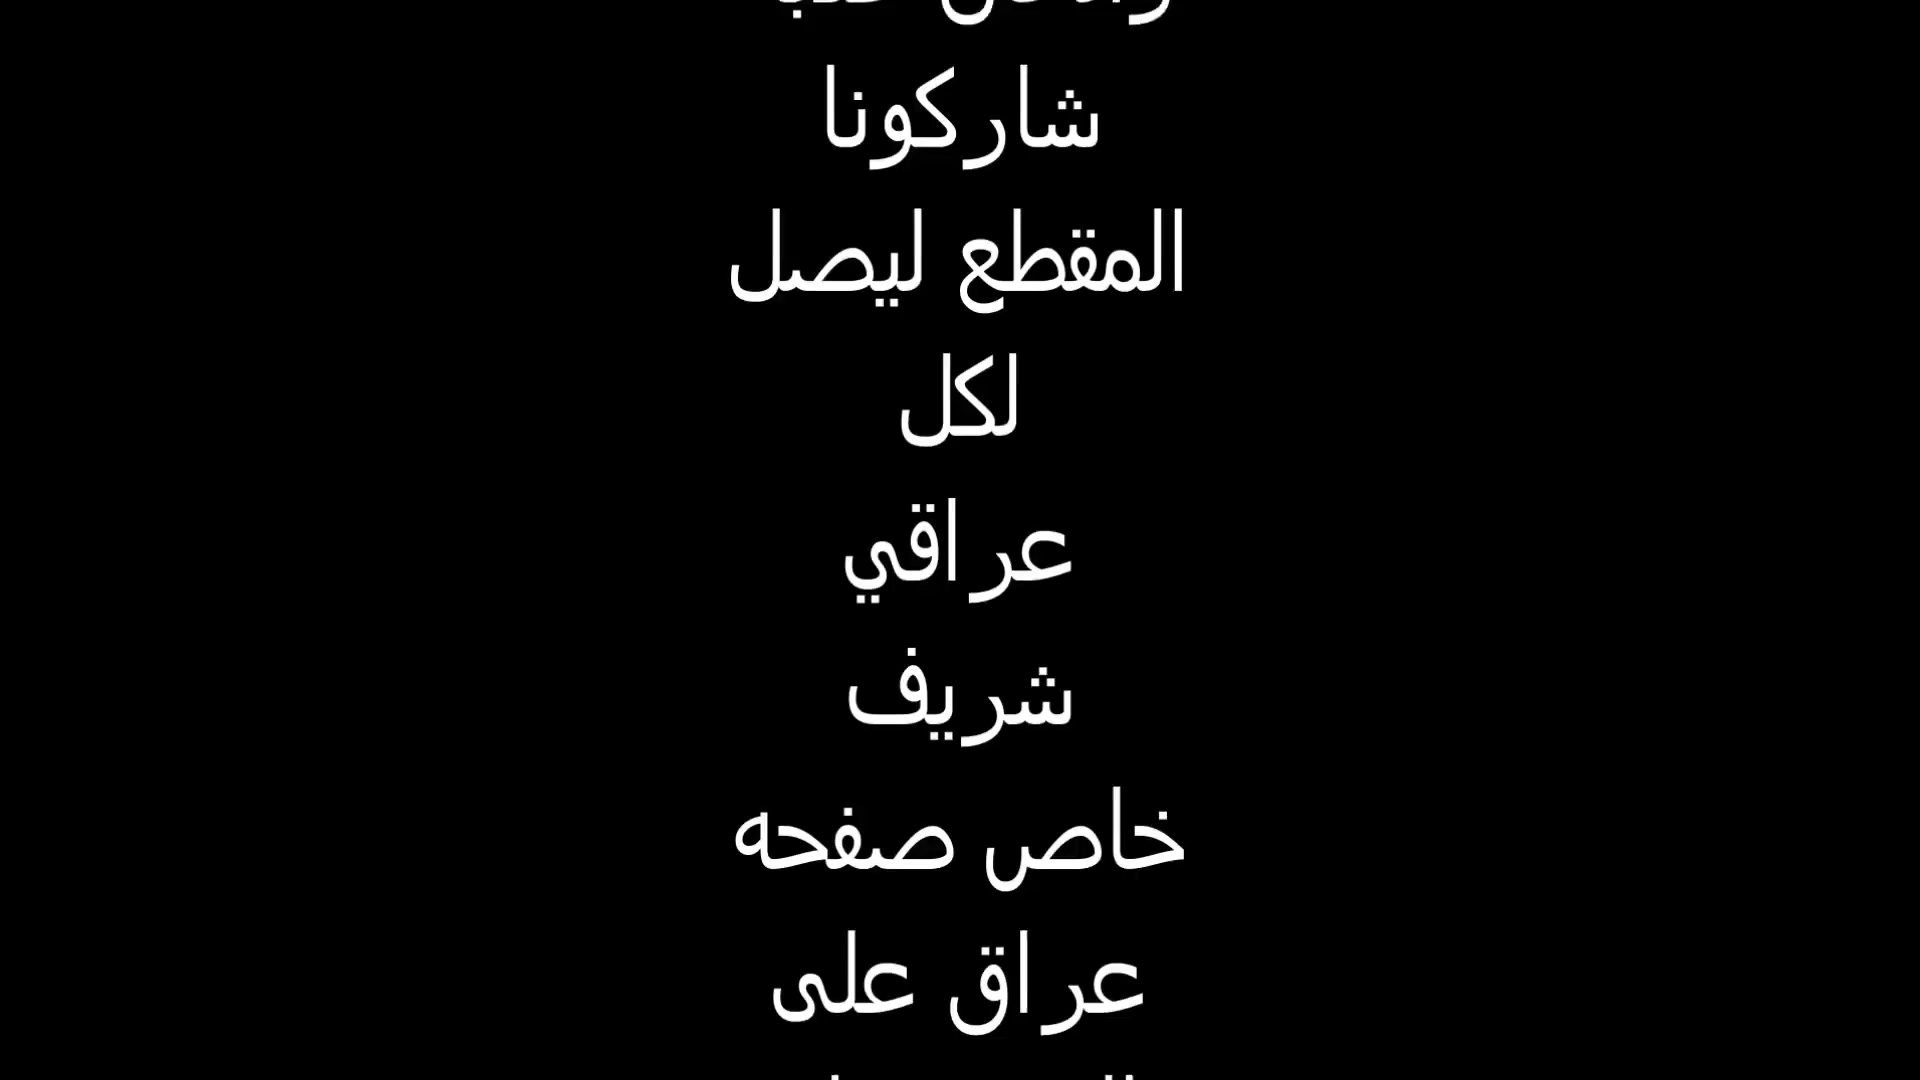 شاركونا
المقطع ليصل
لكل
عراقي
شريف
خاص صفحه
عراق على